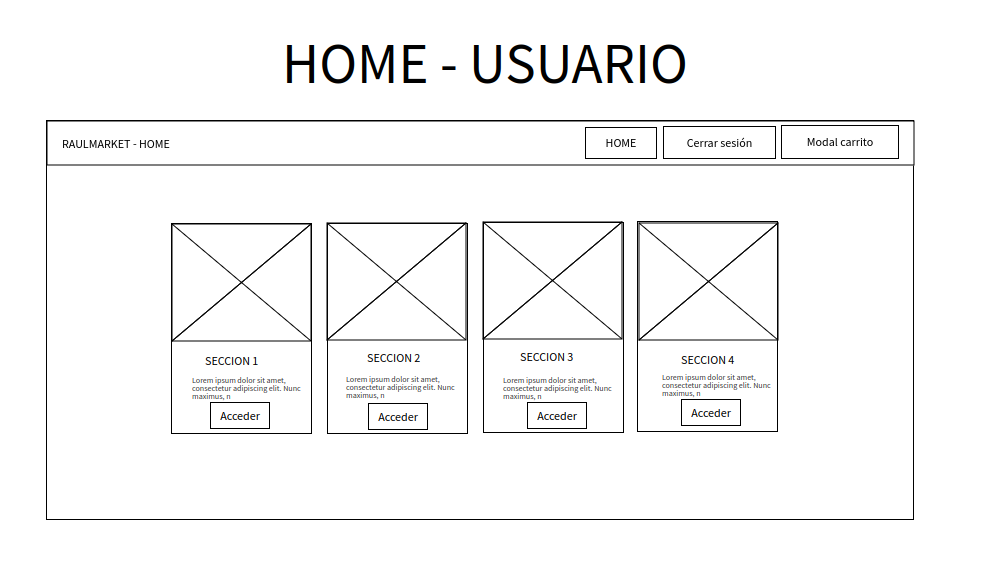 HOME - USUARIO
RAULMARKET - HOME
HOME
Cerrar sesión
Modal carrito
SECCION 1
Lorem ipsum dolor sit amet,
consectetur adipiscing elit. Nunc
maximus, n
Acceder
SECCION 2
Lorem ipsum dolor sit amet,
consectetur adipiscing elit. Nunc
maximus, n
Acceder
SECCION 3
Lorem ipsum dolor sit amet,
consectetur adipiscing elit. Nunc
maximus, n
Acceder
SECCION 4
Lorem ipsum dolor sit amet,
consectetur adipiscing elit. Nunc
maximus, n
Acceder